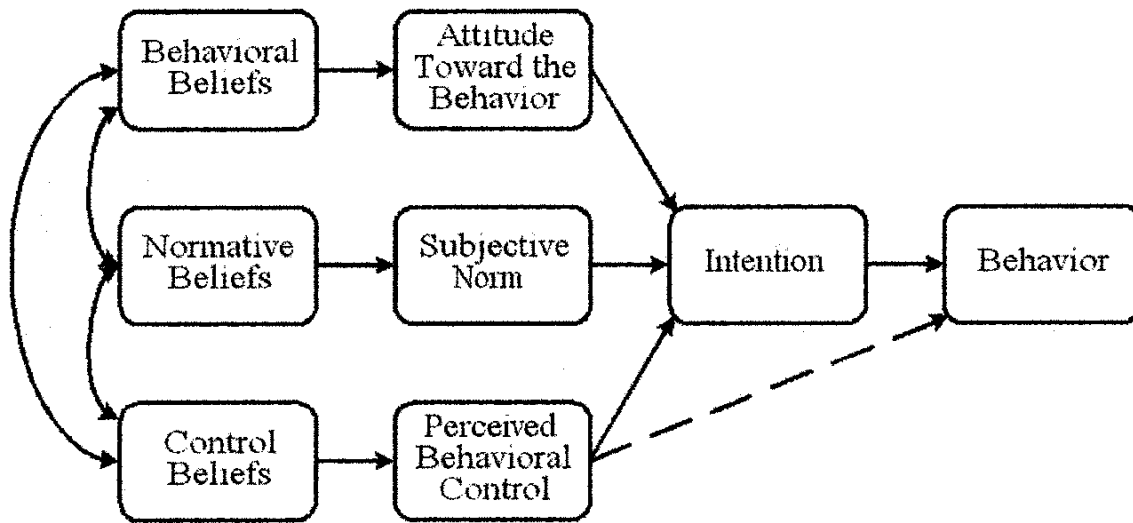 Behavioral
Beliefs
Attitude
Toward the
Behavior
Normative
Beliefs
Subjective
Norm
Intention
Behavior
Control
Beliefs
Perceived
Behavioral
Control